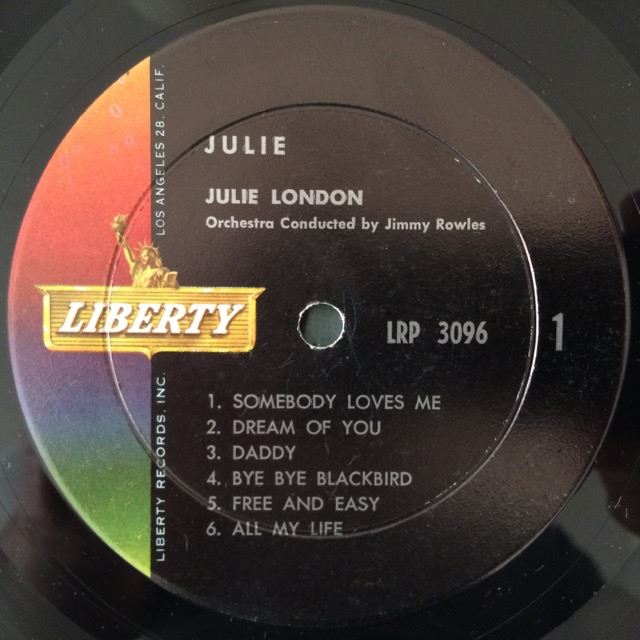 JULIE
JULIE LONDON
Orchestra Conducted by Jimmy Rowles
LIBERTY
LRP 3096
1
1. SOMEBODY LOVES ME
2. DREAM OF YOU
3. DADDY
4. BYE BYE BLACKBIRD
5. FREE AND EASY
6. ALL MY LIFE
LIBERTY RECORDS, INC. LOS ANGELES 28, CALIF.